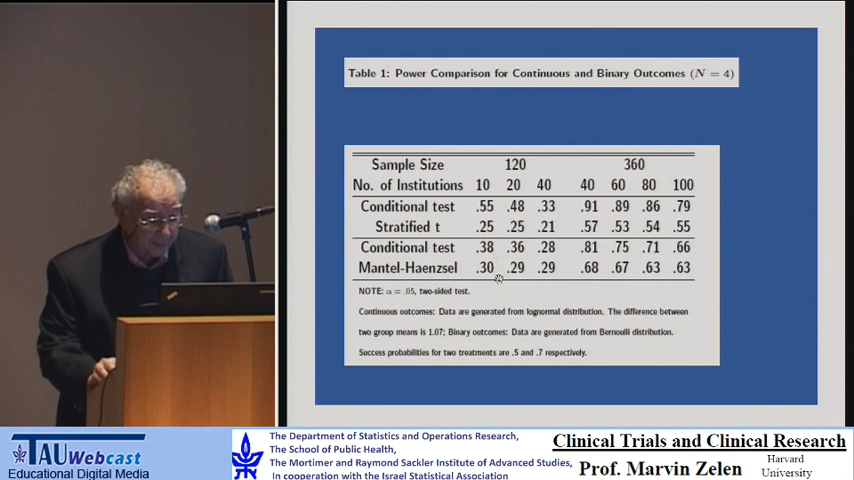 Table 1: Power Comparison for Continuous and Binary Outcomes (N = 4)
Sample Size 120 360
No. of Institutions 10 20 40 40 60 80 100
Conditional test .55 .48 .33 .91 .89 .86 .79
Stratified t .25 .25 .21 .57 .53 .54 .55
Conditional test .38 .36 .28 .81 .75 .71 .66
Mantel-Haenzsel .30 .29 .29 .68 .67 .63 .63
NOTE: α = .05, two-sided test.
Continuous outcomes: Data are generated from lognormal distribution. The difference between
two group means is 1.07; Binary outcomes: Data are generated from Bernoulli distribution.
Success probabilities for two treatments are .5 and .7 respectively.
TAU Webcast
Educational Digital Media
The Department of Statistics and Operations Research,
The School of Public Health,
The Mortimer and Raymond Sackler Institute of Advanced Studies,
In cooperation with the Israel Statistical Association
Clinical Trials and Clinical Research
Prof. Marvin Zelen
Harvard
University